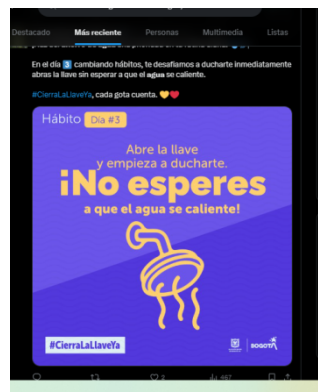 Destacado Más reciente Personas Multimedia Listas
En el día 3 cambiando hábitos, te desafiamos a ducharte inmediatamente
abras la llave sin esperar a que el agua se caliente.
#CierraLaLlaveYa, cada gota cuenta. 💛❤️
Hábito Día #3
Abre la llave
y empieza a ducharte.
¡No esperes
a que el agua se caliente!
#CierraLaLlaveYa
BOGOTÁ
2 467